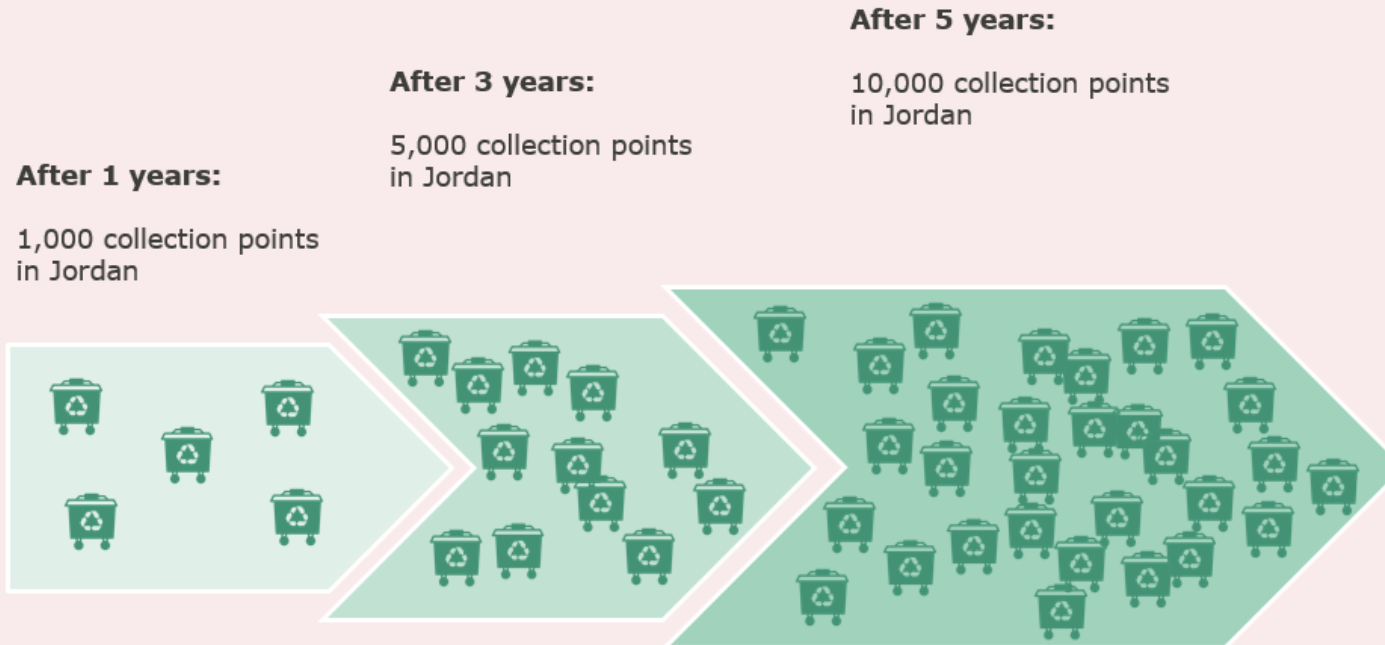 After 1 years:
1,000 collection points
in Jordan
After 3 years:
5,000 collection points
in Jordan
After 5 years:
10,000 collection points
in Jordan